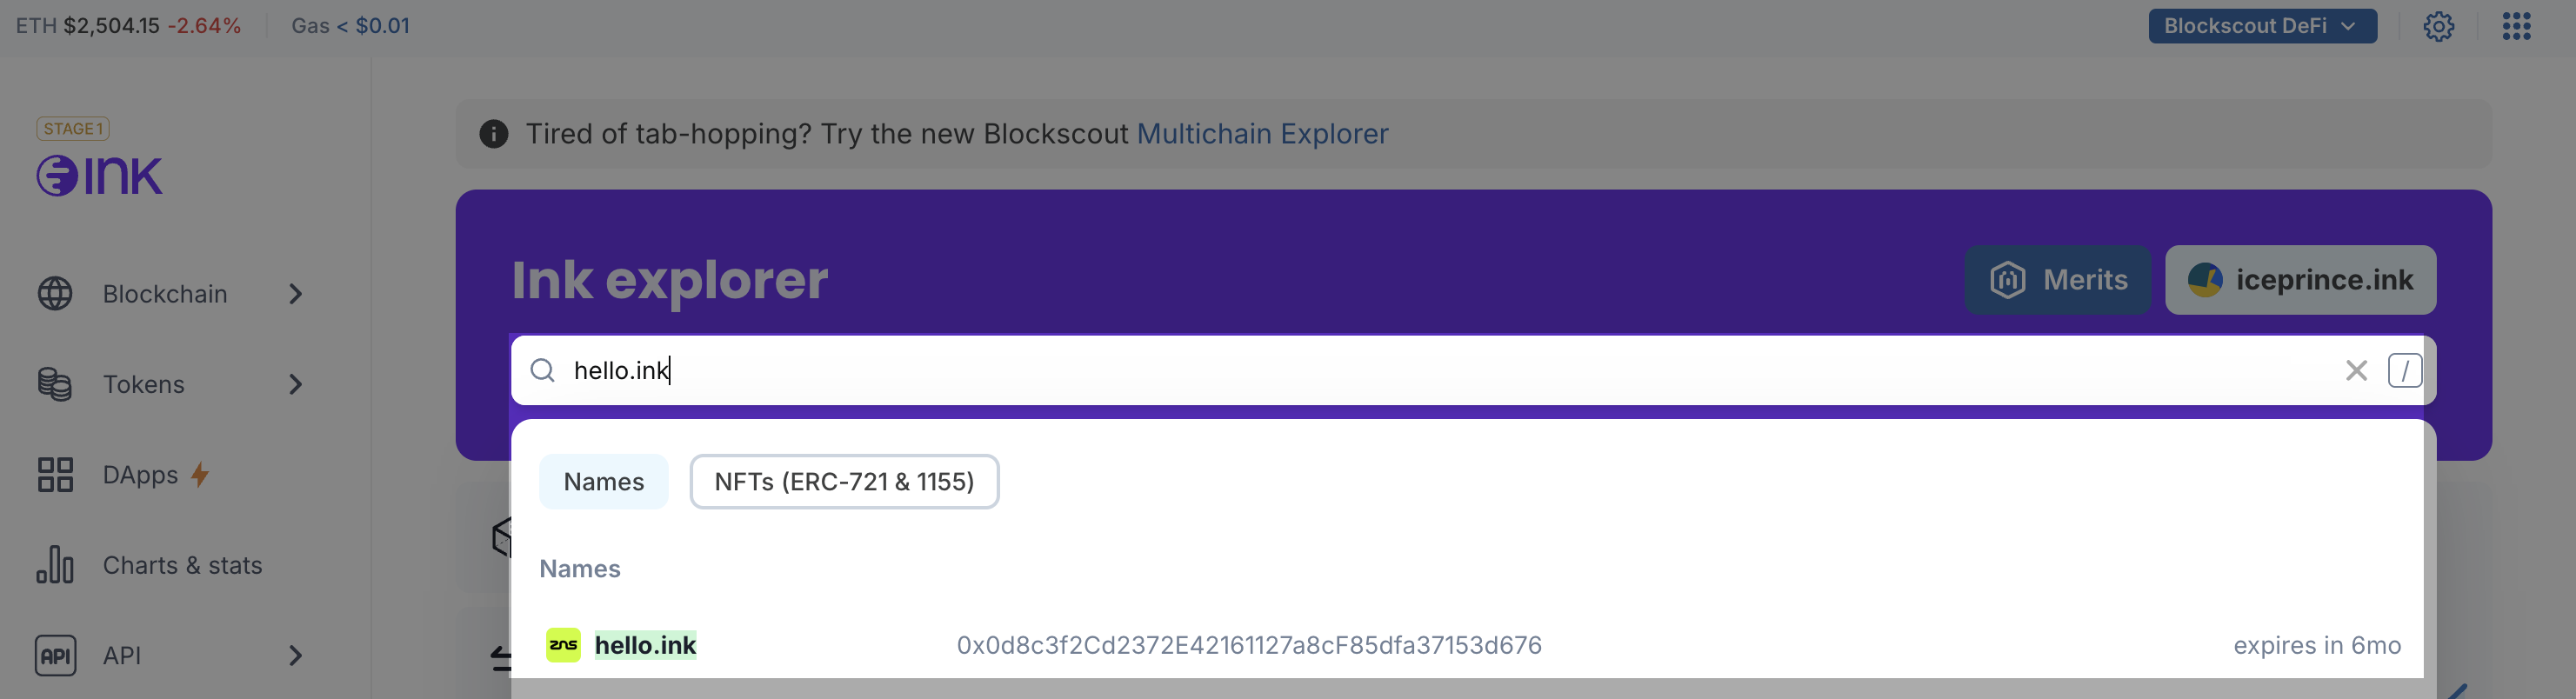 ETH $2,504.15 -2.64% Gas < $0.01 Blockscout DeFi
Tired of tab-hopping? Try the new Blockscout Multichain Explorer
STAGE 1
INK
Ink explorer
Merits
iceprince.ink
Blockchain
hello.ink /
Tokens
DApps
Names NFTs (ERC-721 & 1155)
Charts & stats
Names
API API
ZNS hello.ink 0x0d8c3f2Cd2372E42161127a8cF85dfa37153d676 expires in 6mo